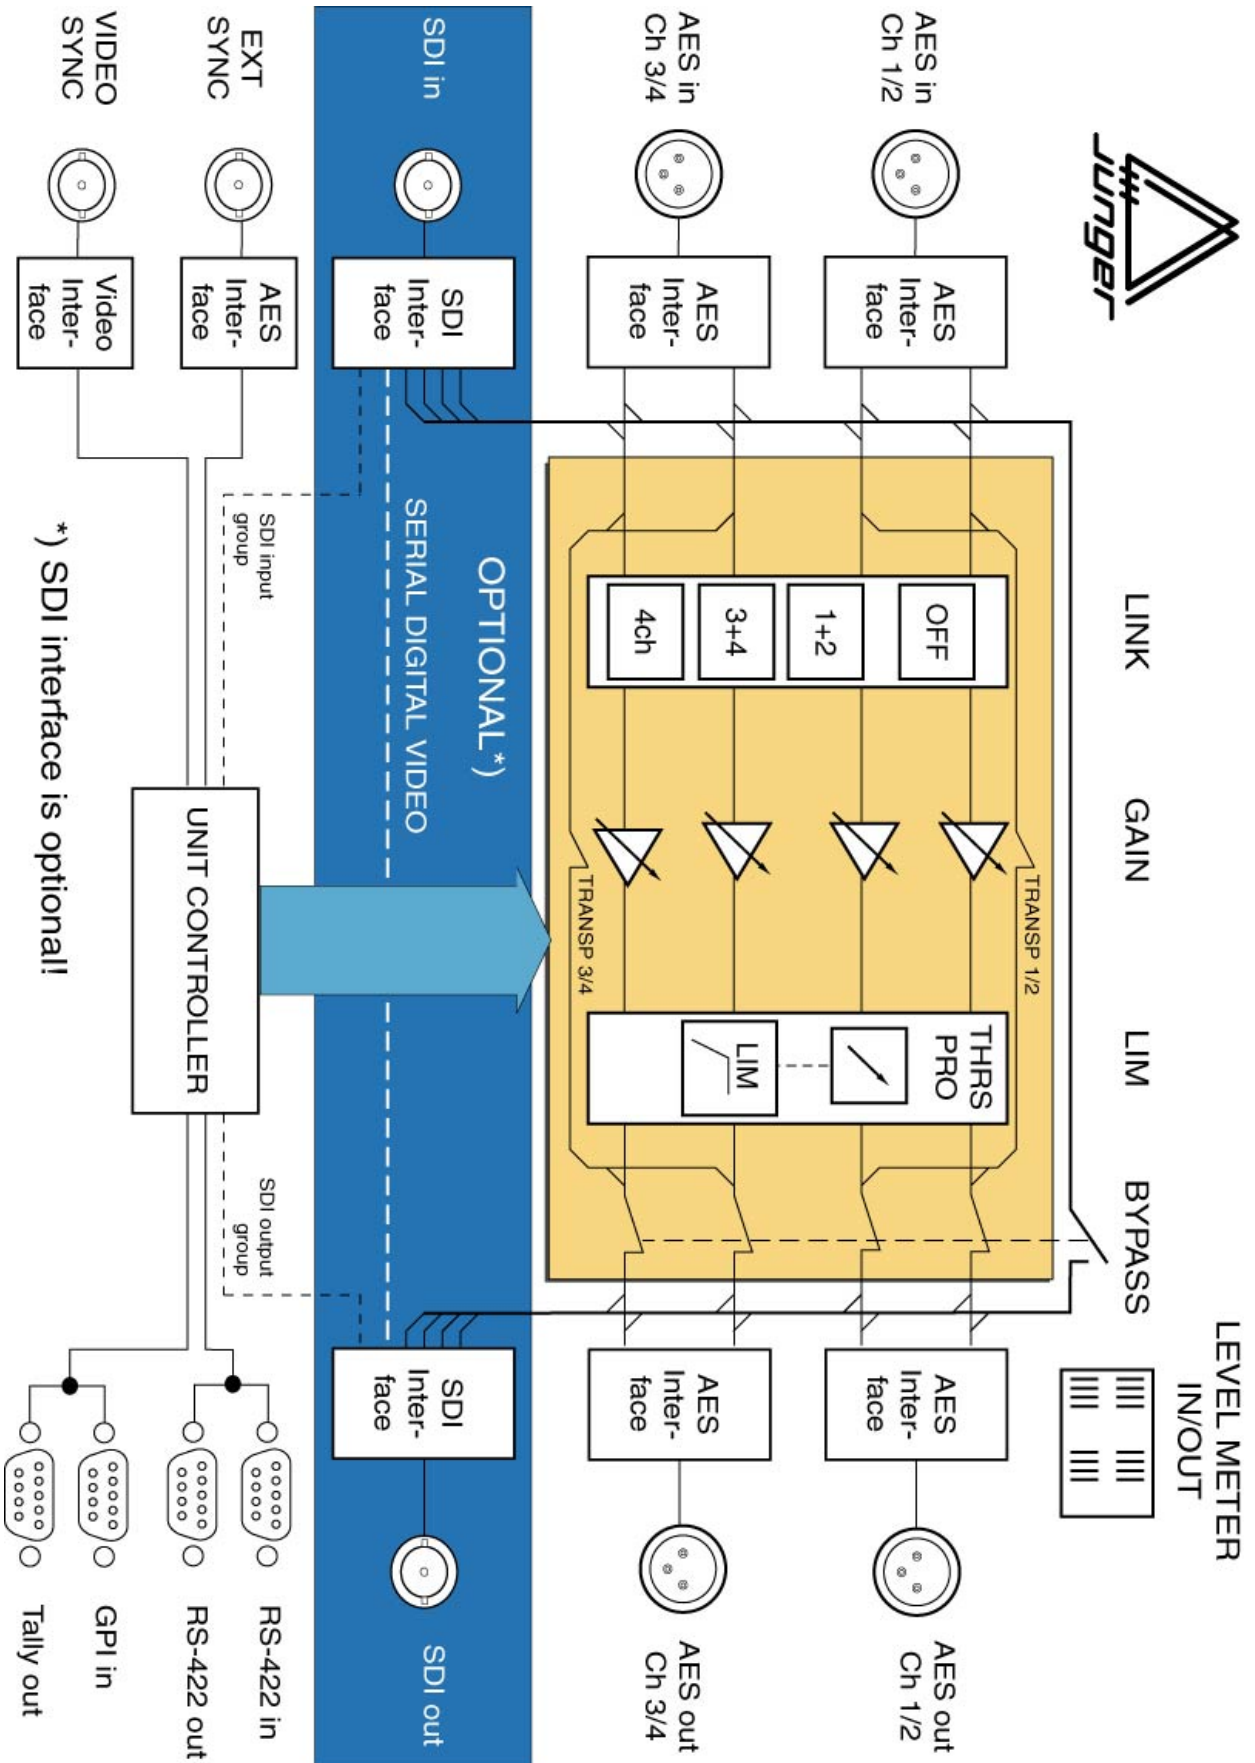 Junger
LEVEL METER
IN/OUT
LINK
GAIN
LIM
BYPASS
AES in
Ch 1/2
AES
Inter-
face
TRANSP 1/2
OFF
1+2
3+4
4ch
THRS
PRO
LIM
AES
Inter-
face
AES out
Ch 1/2
AES in
Ch 3/4
AES
Inter-
face
TRANSP 3/4
AES
Inter-
face
AES out
Ch 3/4
OPTIONAL*)
SERIAL DIGITAL VIDEO
SDI in
SDI
Inter-
face
SDI
Inter-
face
SDI out
EXT
SYNC
AES
Inter-
face
SDI input
group
SDI output
group
UNIT CONTROLLER
VIDEO
SYNC
Video
Inter-
face
*) SDI interface is optional!
RS-422 in
RS-422 out
GPI in
Tally out